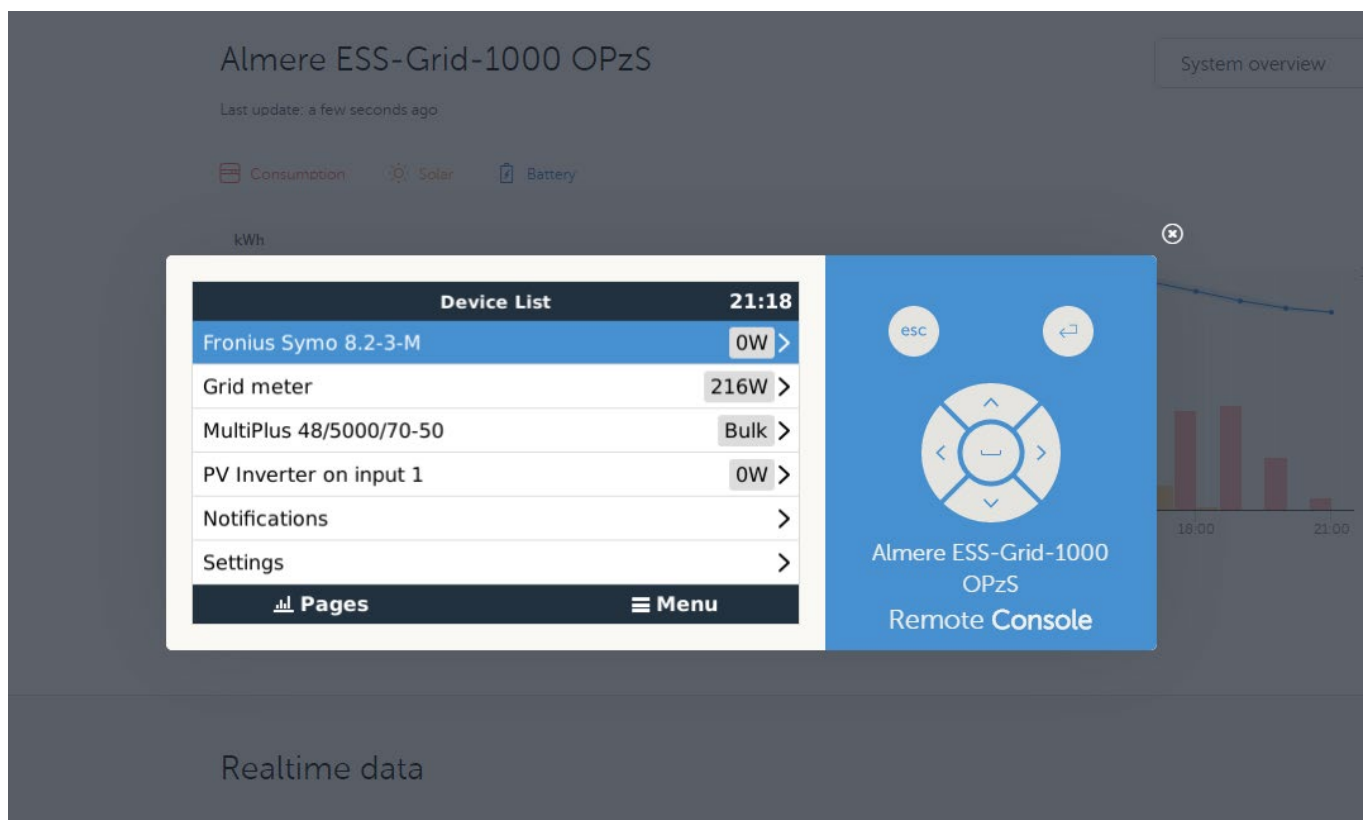 Almere ESS-Grid-1000 OPzS
System overview
Last update: a few seconds ago
Consumption Solar Battery
kWh
Device List 21:18
Fronius Symo 8.2-3-M 0W
Grid meter 216W
MultiPlus 48/5000/70-50 Bulk
PV Inverter on input 1 0W
Notifications
Settings
Pages Menu
esc
Almere ESS-Grid-1000
OPzS
Remote Console
18:00 21:00
Realtime data